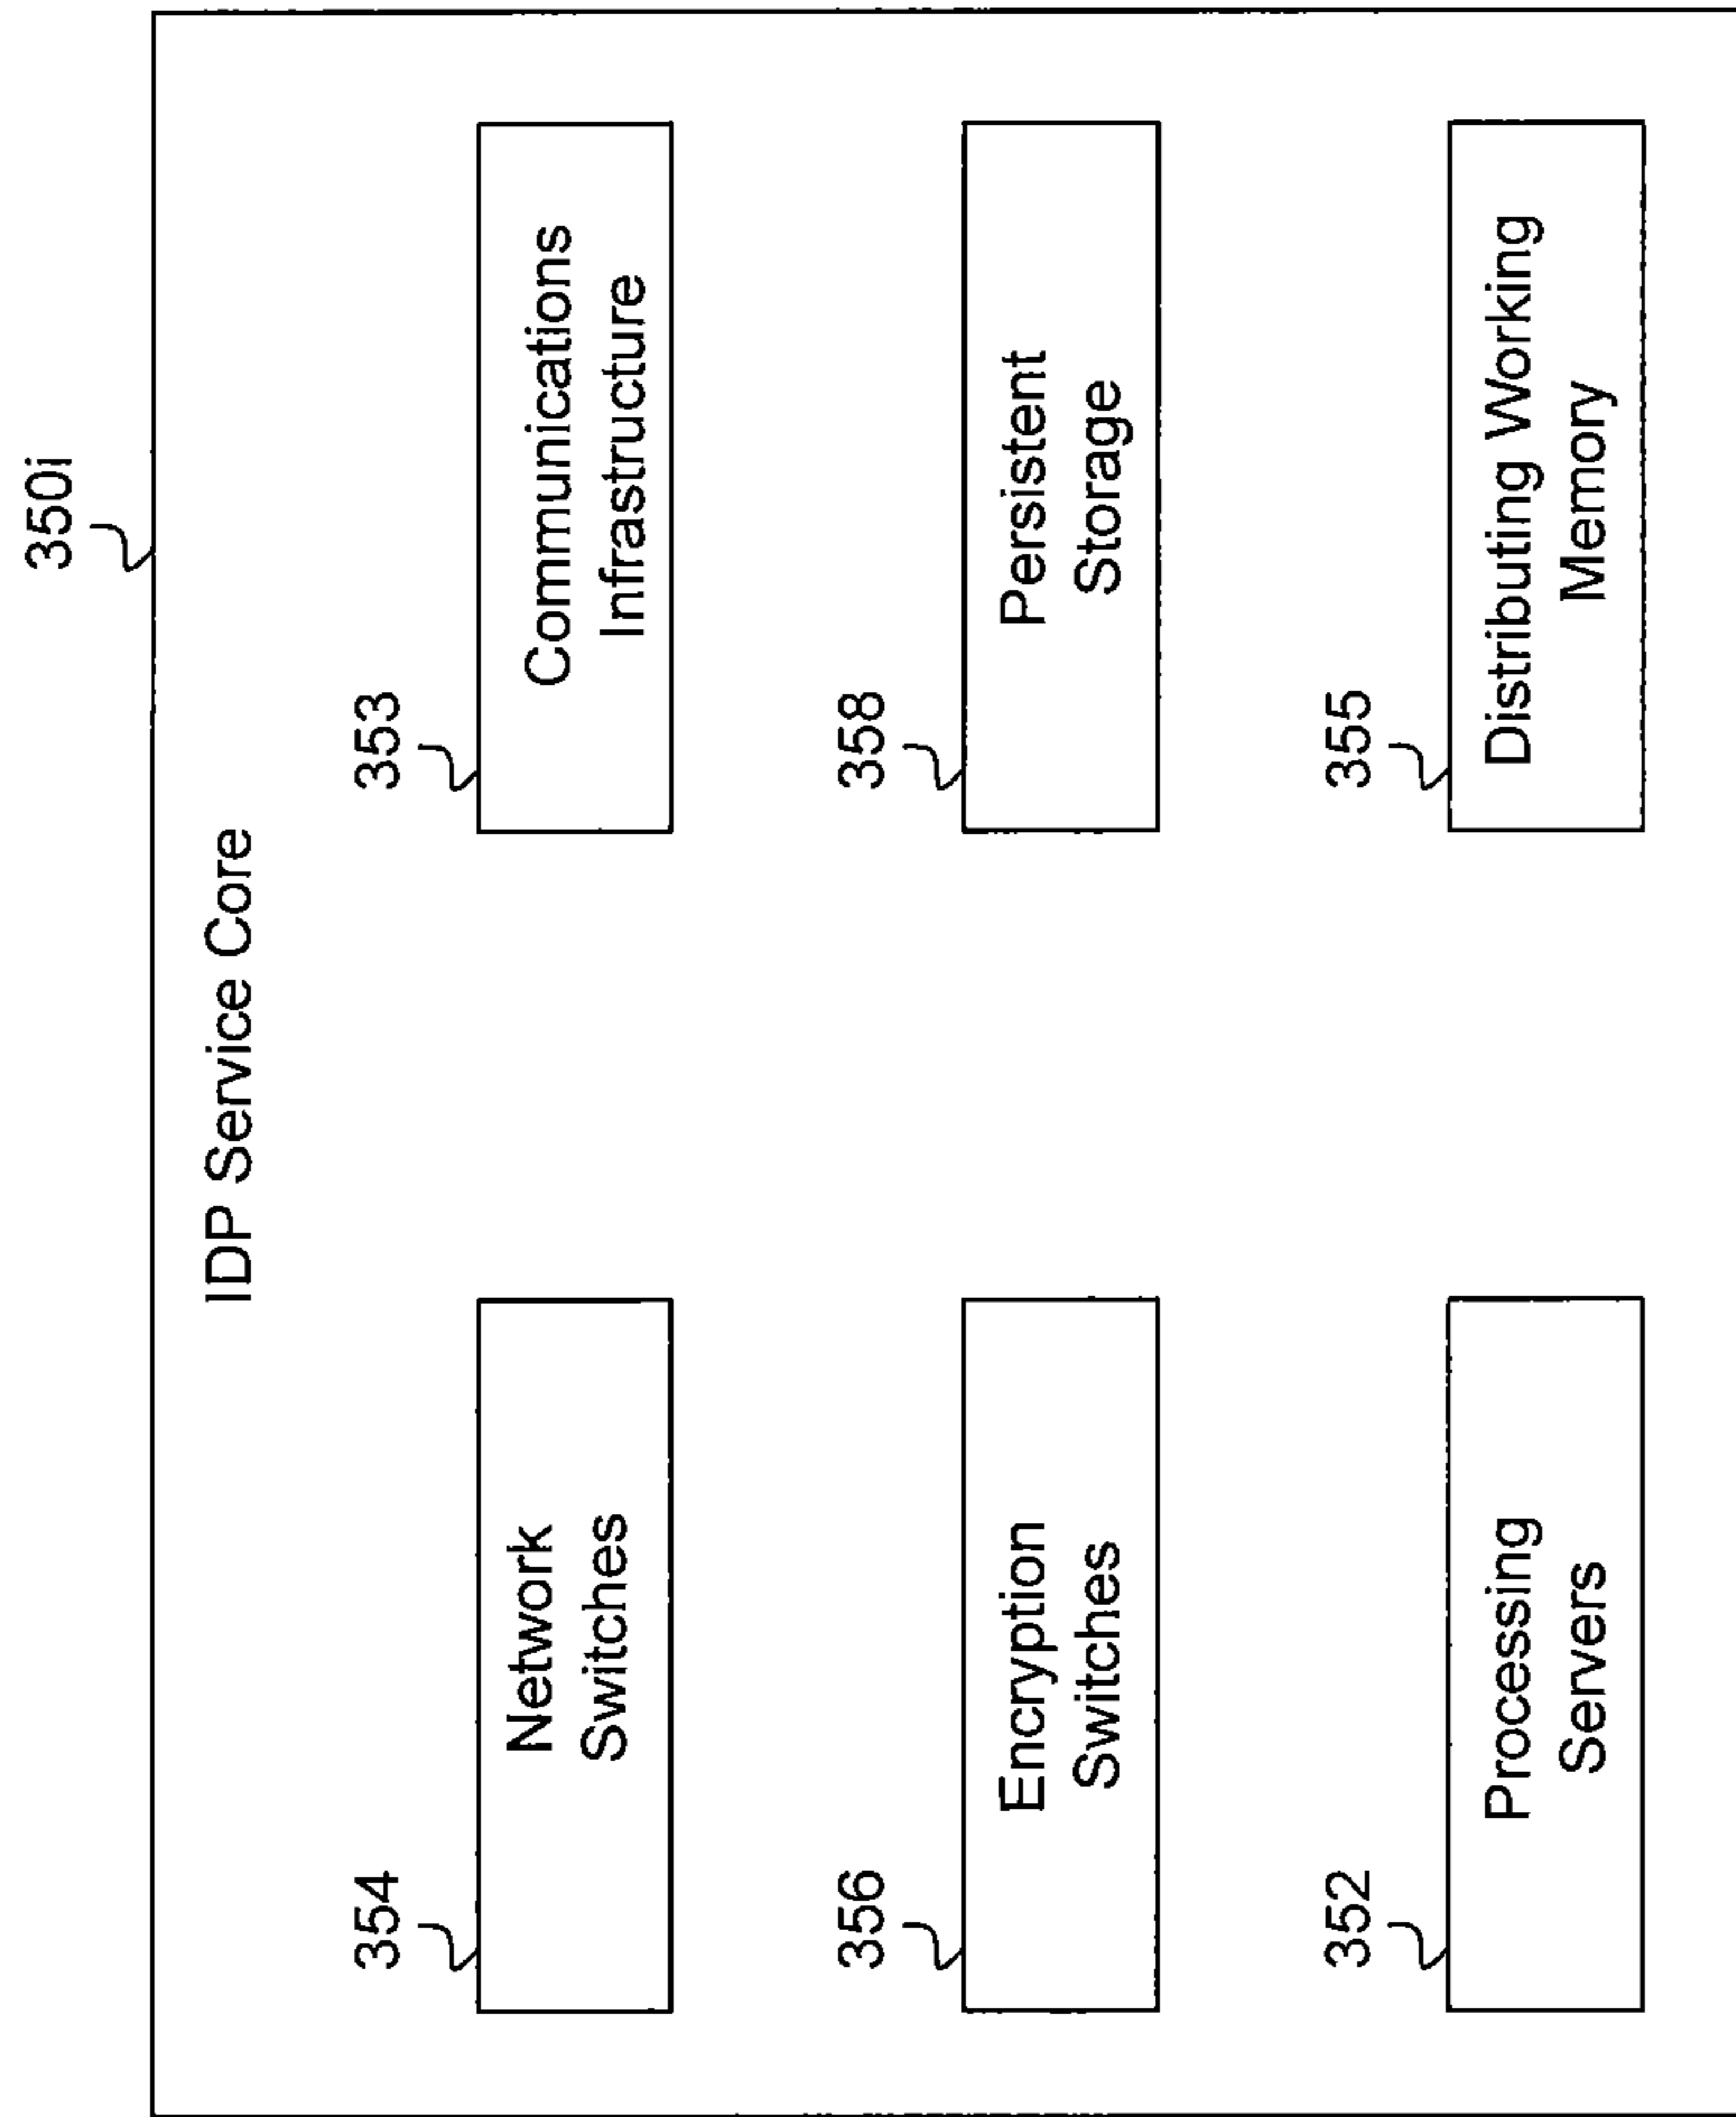 350i
IDP Service Core
354
Network
Switches
353
Communications
Infrastructure
356
Encryption
Switches
358
Persistent
Storage
352
Processing
Servers
355
Distributing Working
Memory